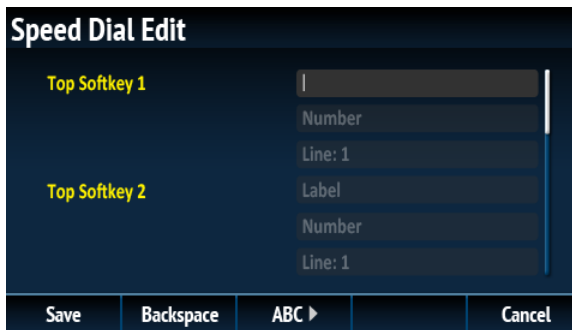 Speed Dial Edit
Top Softkey 1
Number
Line: 1
Top Softkey 2 Label
Number
Line: 1
Save Backspace ABC ▶ Cancel